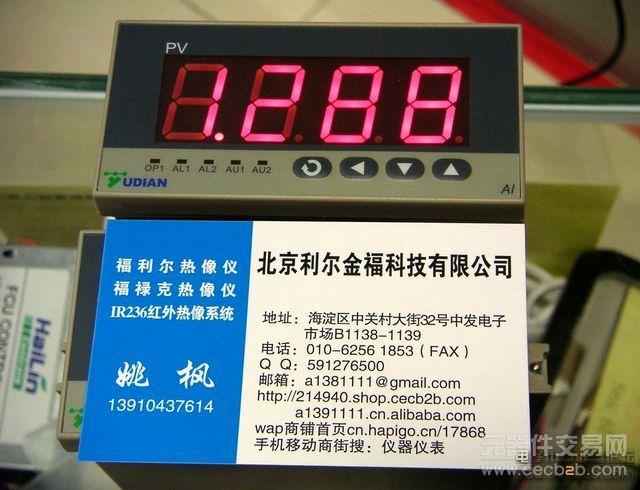 PV
1.288
OP1 AL1 AL2 AU1 AU2
YUDIAN
AI
福利尔热像仪
福禄克热像仪
IR236红外热像系统
姚 枫
13910437614
北京利尔金福科技有限公司
地址：海淀区中关村大街32号中发电子
市场B1138-1139
电话：010-6256 1853（FAX）
Q Q：591276500
邮箱：a1381111@gmail.com
http://214940.shop.cecb2b.com
a1391111.cn.alibaba.com
wap商铺首页cn.hapigo.cn/17868
手机移动商街搜：仪器仪表
HaiLin
FCU CONTRO
元器件交易网
www.cecb2b.com